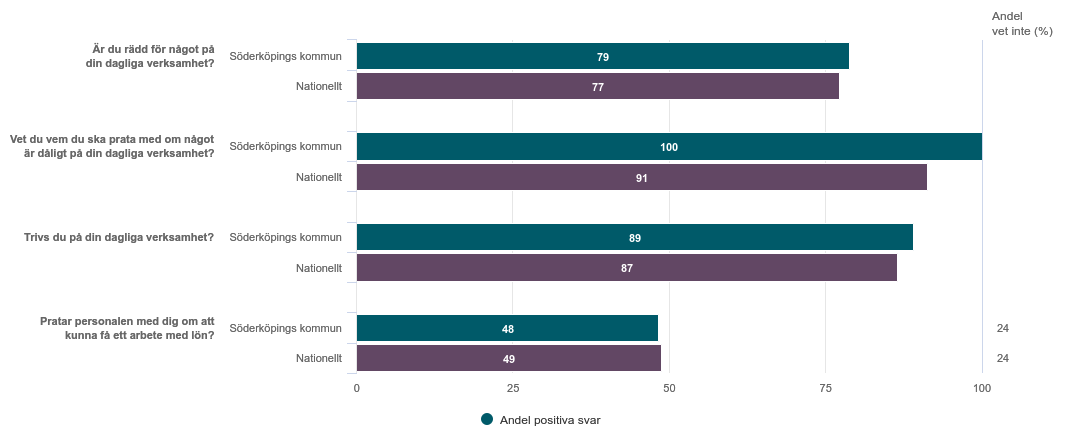 Andel
vet inte (%)
Är du rädd för något på
din dagliga verksamhet?
Söderköpings kommun
79
Nationellt
77
Vet du vem du ska prata med om något
är dåligt på din dagliga verksamhet?
Söderköpings kommun
100
Nationellt
91
Trivs du på din dagliga verksamhet?
Söderköpings kommun
89
Nationellt
87
Pratar personalen med dig om att
kunna få ett arbete med lön?
Söderköpings kommun
48
24
Nationellt
49
24
0 25 50 75 100
Andel positiva svar